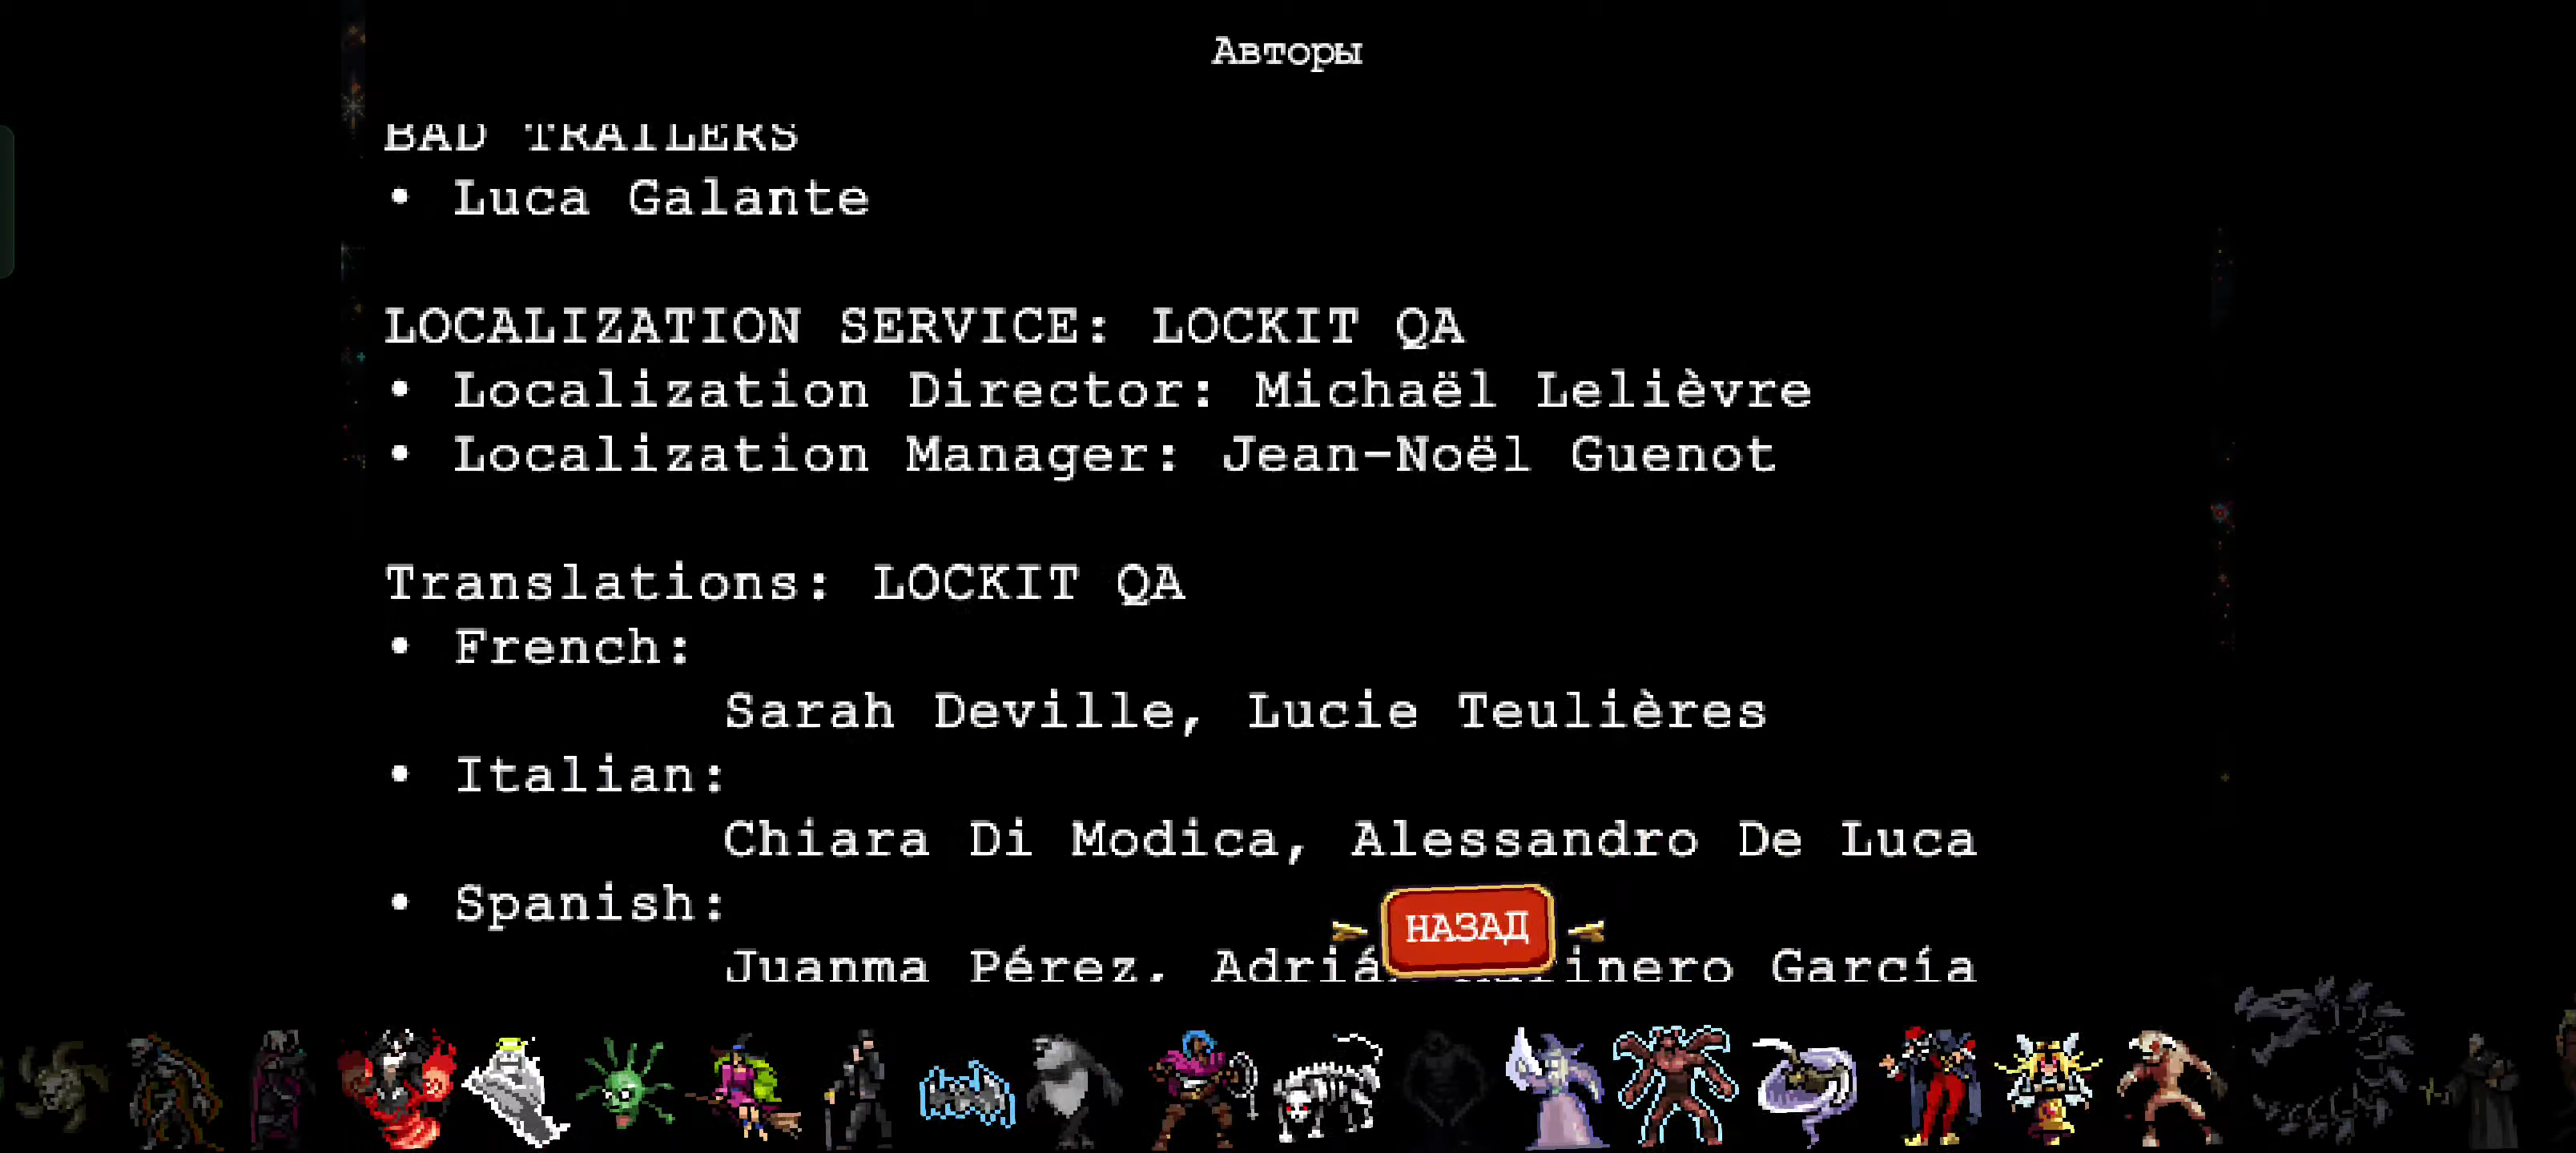 Авторы
BAD TRAILERS
• Luca Galante
LOCALIZATION SERVICE: LOCKIT QA
• Localization Director: Michaël Lelièvre
• Localization Manager: Jean-Noël Guenot
Translations: LOCKIT QA
• French:
Sarah Deville, Lucie Teulières
• Italian:
Chiara Di Modica, Alessandro De Luca
• Spanish:
НАЗАД
Juanma Pérez, García